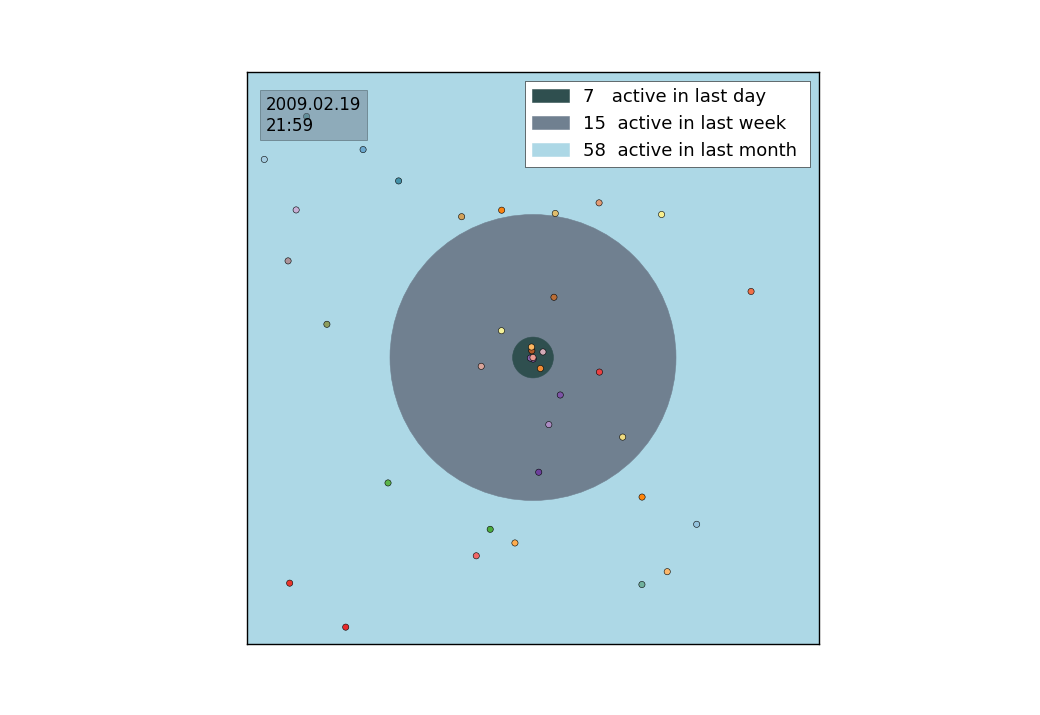 2009.02.19
21:59
7 active in last day
15 active in last week
58 active in last month